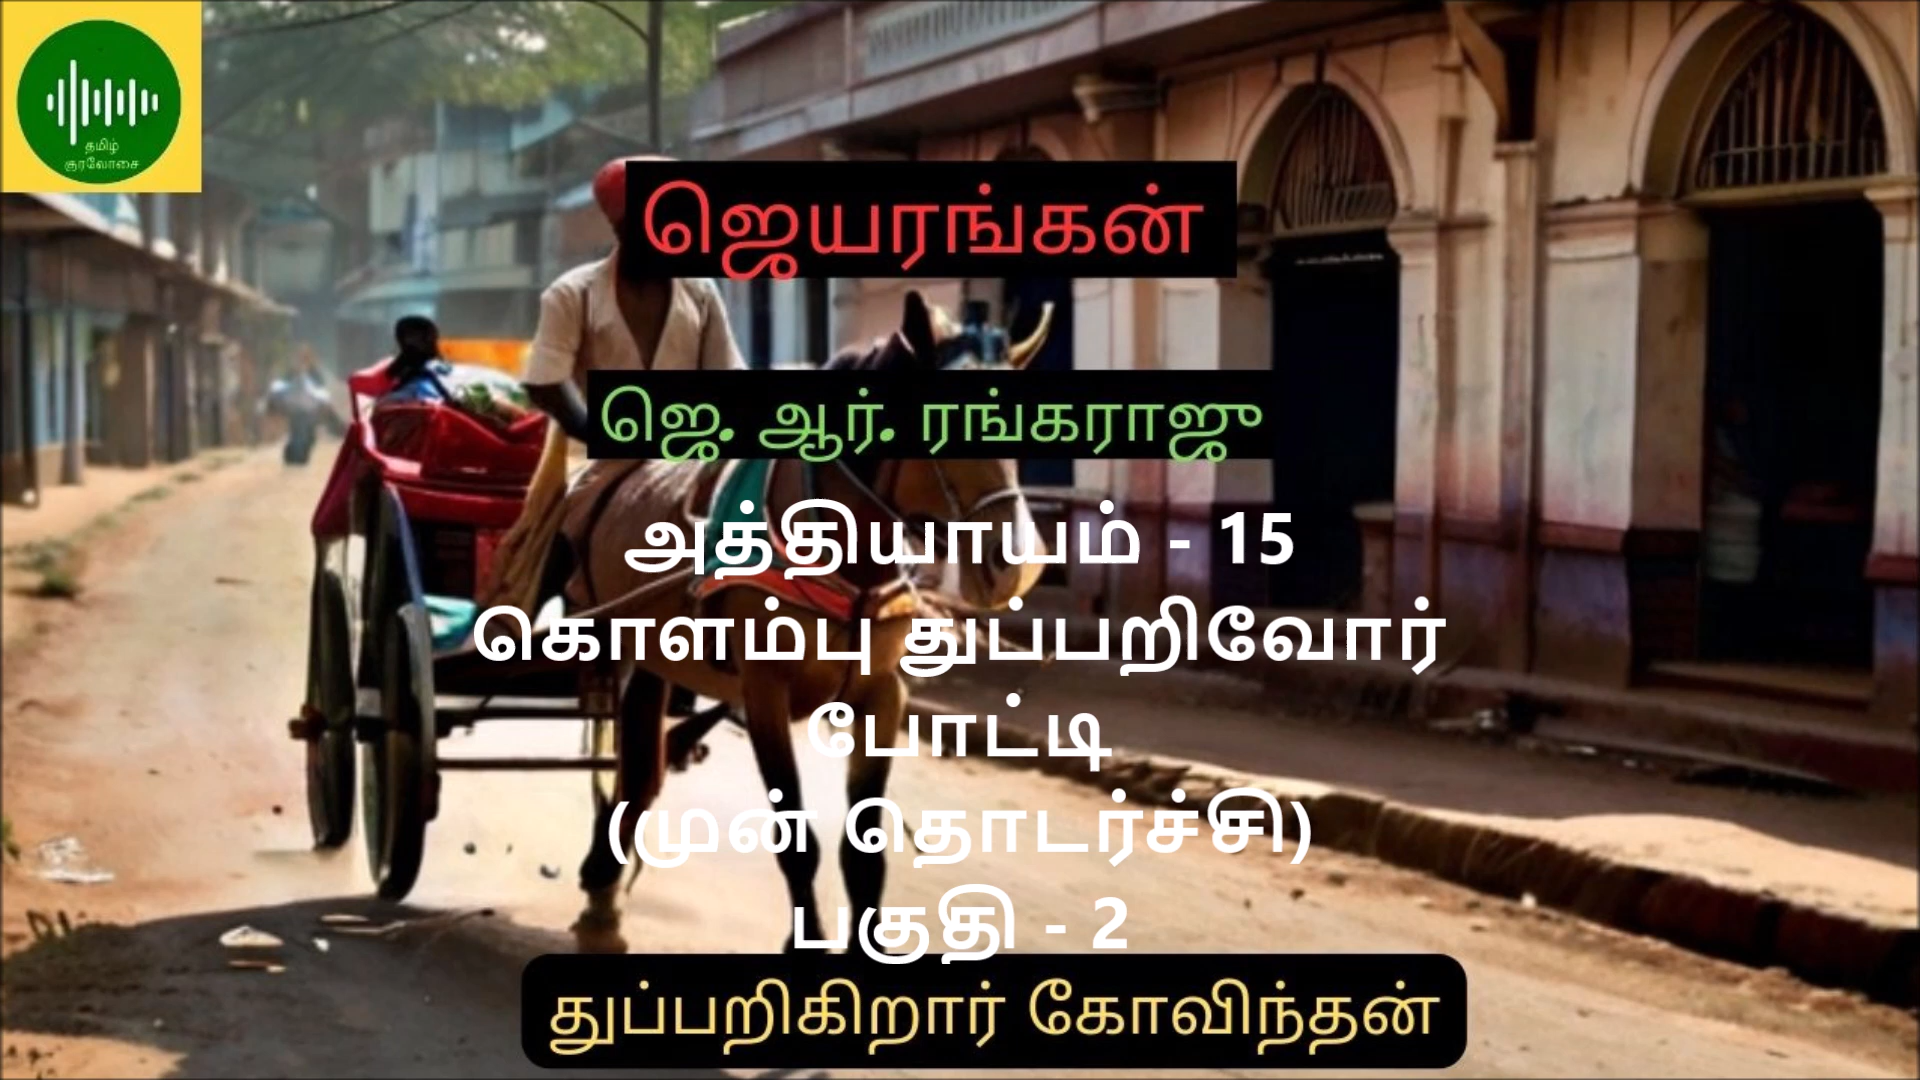 தமிழ்
குரலோசை
ஜெயரங்கன்
ஜெ. ஆர். ரங்கராஜு
அத்தியாயம் - 15
கொளம்பு துப்பறிவோர்
போட்டி
(முன் தொடர்ச்சி)
பகுதி - 2
துப்பறிகிறார் கோவிந்தன்